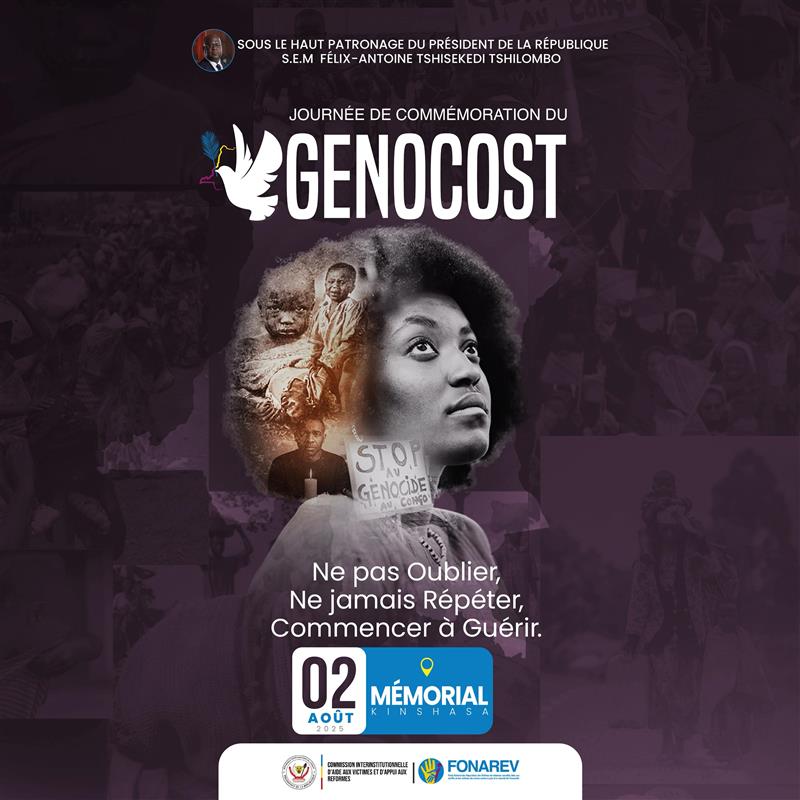 SOUS LE HAUT PATRONAGE DU PRÉSIDENT DE LA RÉPUBLIQUE
S.E.M FÉLIX-ANTOINE TSHISEKEDI TSHILOMBO
JOURNÉE DE COMMÉMORATION DU
GENOCOST
STOP
AU
GÉNOCIDE
AU CONGO
Ne pas Oublier,
Ne jamais Répéter,
Commencer à Guérir.
02
AOÛT
2025
MÉMORIAL
KINSHASA
COMMISSION INTERINSTITUTIONNELLE
D'AIDE AUX VICTIMES ET D'APPUI AUX
REFORMES
FONAREV